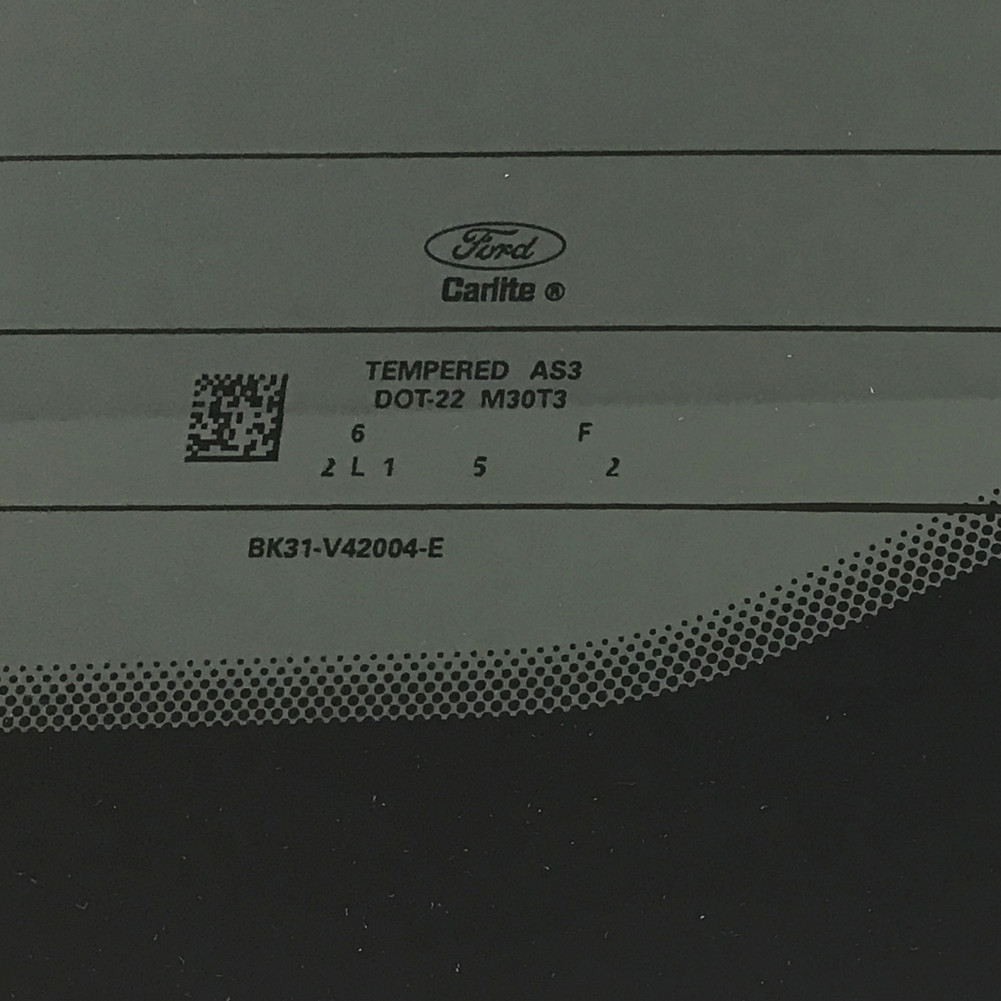 Ford
Carlite ®
TEMPERED AS3
DOT-22 M30T3
6 F
2 L 1 5 2
BK31-V42004-E